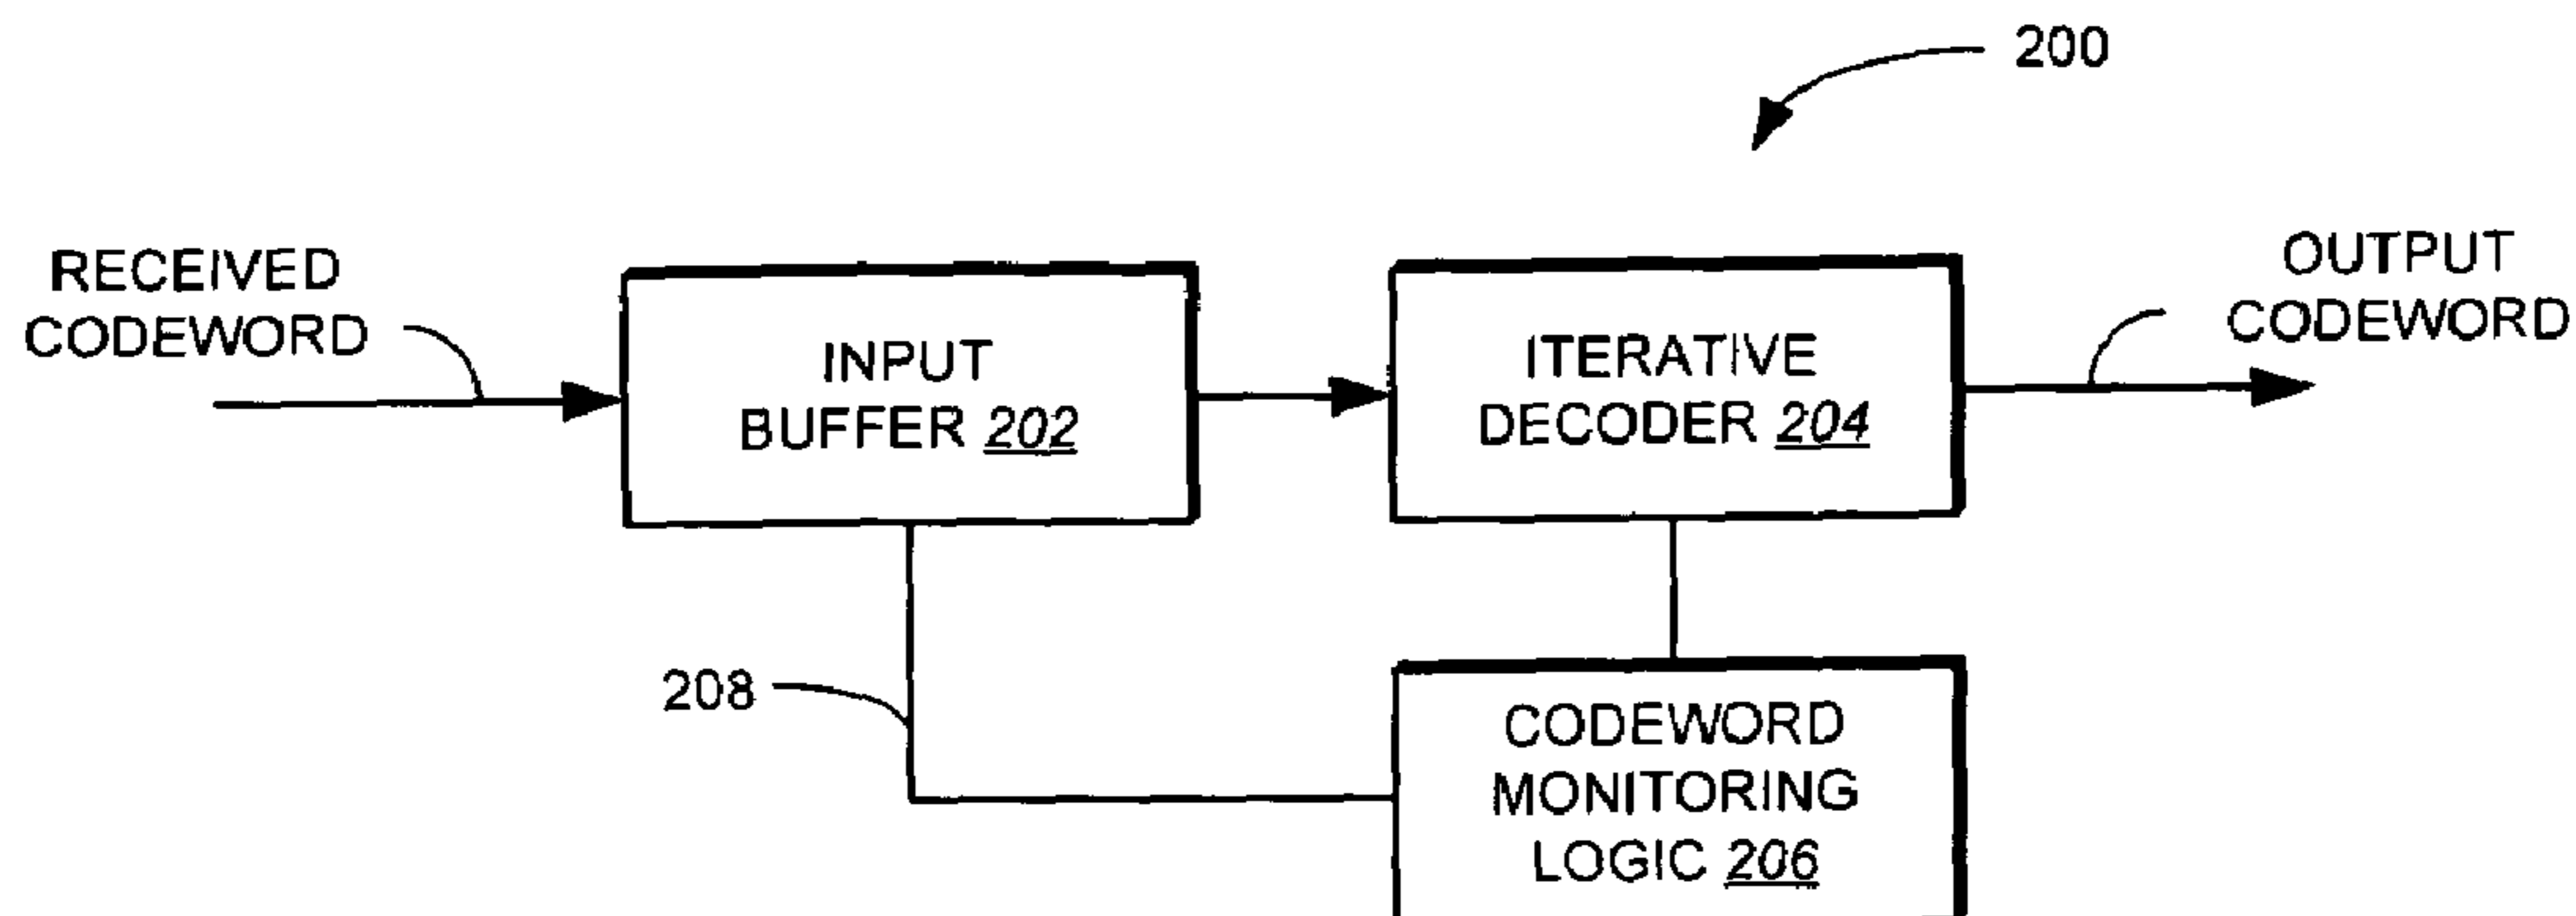 200
RECEIVED
CODEWORD
INPUT
BUFFER 202
ITERATIVE
DECODER 204
OUTPUT
CODEWORD
208
CODEWORD
MONITORING
LOGIC 206